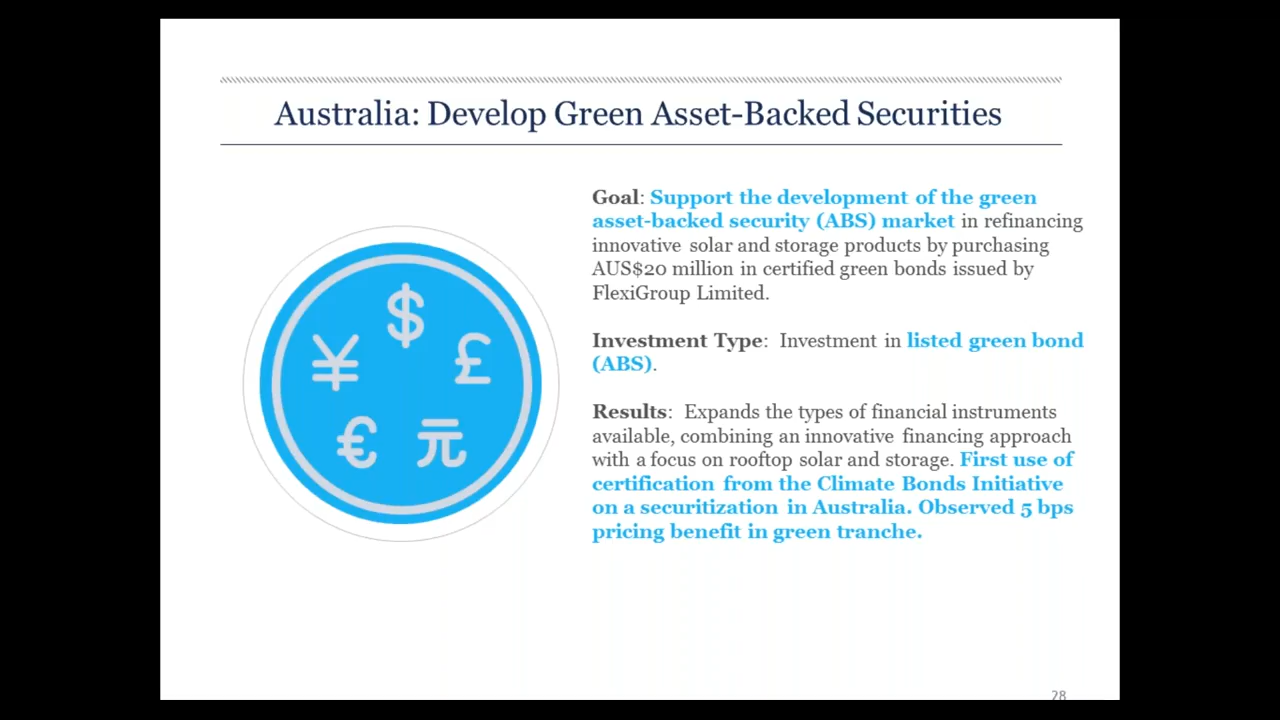 Australia: Develop Green Asset-Backed Securities
Goal: Support the development of the green
asset-backed security (ABS) market in refinancing
innovative solar and storage products by purchasing
AUS$20 million in certified green bonds issued by
FlexiGroup Limited.
Investment Type: Investment in listed green bond
(ABS).
Results: Expands the types of financial instruments
available, combining an innovative financing approach
with a focus on rooftop solar and storage. First use of
certification from the Climate Bonds Initiative
on a securitization in Australia. Observed 5 bps
pricing benefit in green tranche.
$
¥ £
€ 元
28